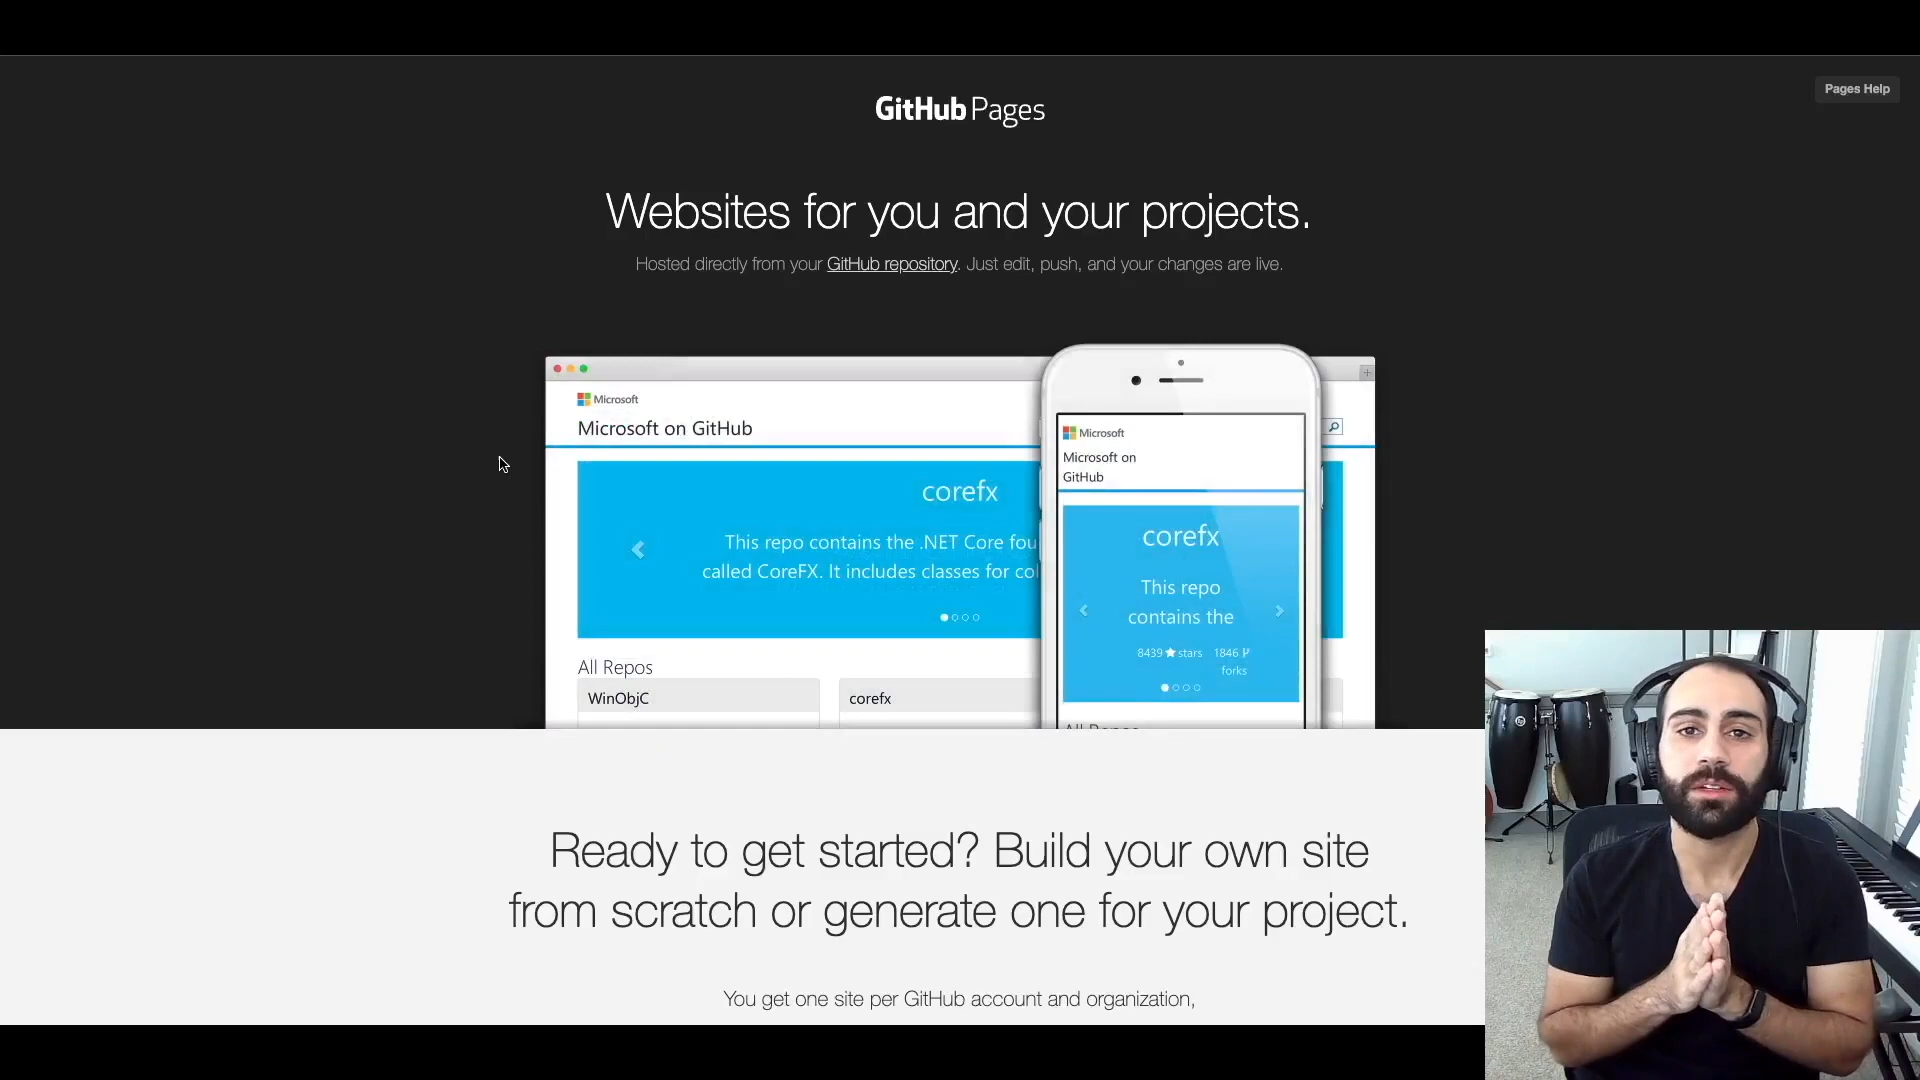 Pages Help
GitHub Pages
Websites for you and your projects.
Hosted directly from your GitHub repository. Just edit, push, and your changes are live.
Microsoft
Microsoft on GitHub
corefx
This repo contains the .NET Core fou
called CoreFX. It includes classes for col
All Repos
WinObjC
corefx
Microsoft
Microsoft on
GitHub
corefx
This repo
contains the
8439 stars 1846
forks
All Repos
Ready to get started? Build your own site
from scratch or generate one for your project.
You get one site per GitHub account and organization,